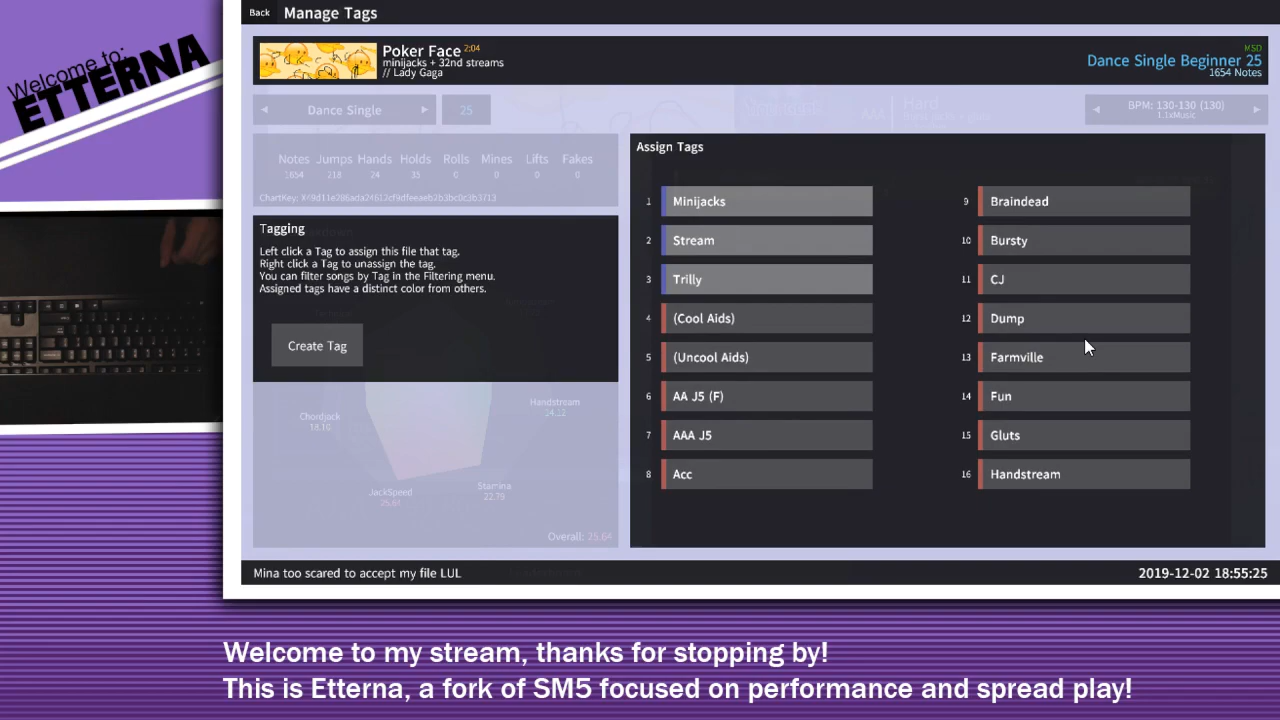 Welcome to:
ETTERNA
Back
Manage Tags
Poker Face 2:04
minijacks + 32nd streams
// Lady Gaga
MSD
Dance Single Beginner 25
1654 Notes
Dance Single
25
Hard
BPM: 130-130 (130)
1.1xMusic
Notes Jumps Hands Holds Rolls Mines Lifts Fakes
1654 218 24 35 0 0 0 0
Tagging
Left click a Tag to assign this file that tag.
Right click a Tag to unassign the tag.
You can filter songs by Tag in the Filtering menu.
Assigned tags have a distinct color from others.
Create Tag
Chordjack
18.10
Handstream
JackSpeed
25.64
Stamina
22.79
Overall: 25.64
Assign Tags
1 Minijacks
2 Stream
3 Trilly
4 (Cool Aids)
5 (Uncool Aids)
6 AA J5 (F)
7 AAA J5
8 Acc
9 Braindead
10 Bursty
11 CJ
12 Dump
13 Farmville
14 Fun
15 Gluts
16 Handstream
Mina too scared to accept my file LUL
2019-12-02 18:55:25
Welcome to my stream, thanks for stopping by!
This is Etterna, a fork of SM5 focused on performance and spread play!